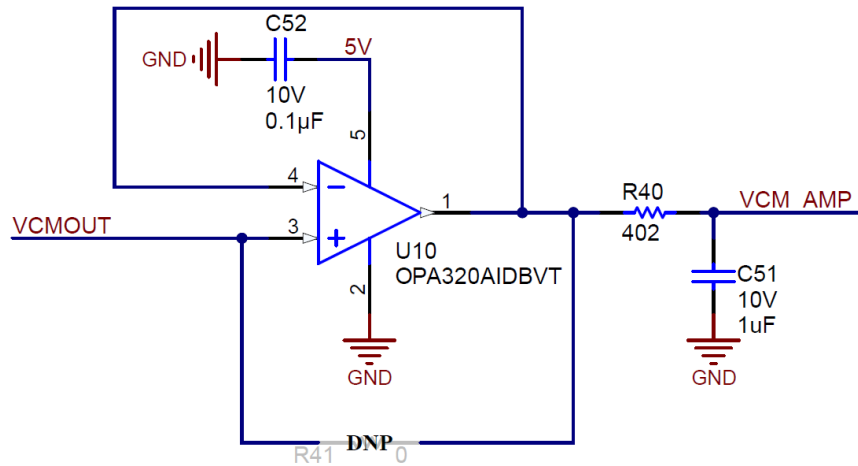 C52
5V
GND
10V
0.1µF
5
4
1
R40
VCM_AMP
VCMOUT
3
402
U10
OPA320AIDBVT
2
C51
10V
1uF
GND
GND
DNP
R41
0